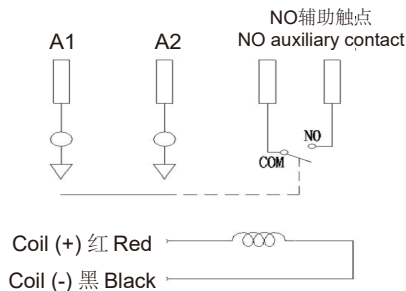 NO辅助触点
A1 A2 NO auxiliary contact
NO
COM
Coil (+) 红 Red
Coil (-) 黑 Black